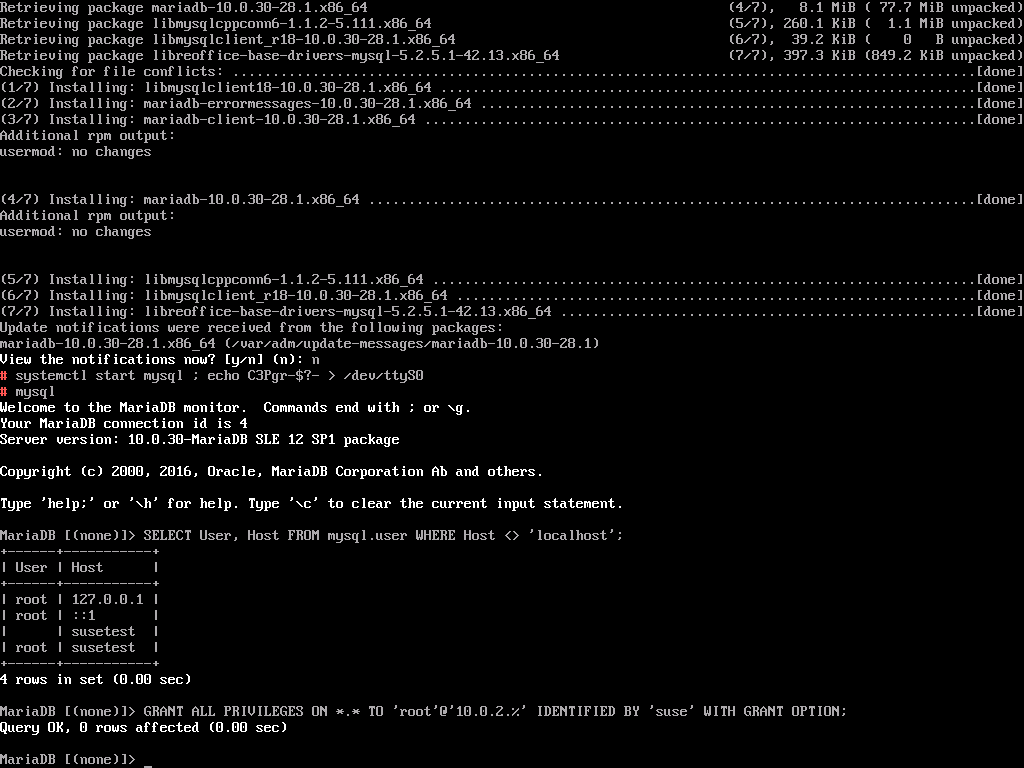 Retrieving package mariadb-10.0.30-28.1.x86_64 (4/7), 8.1 MiB ( 77.7 MiB unpacked)
Retrieving package libmysqlcppconn6-1.1.2-5.111.x86_64 (5/7), 260.1 KiB (  1.1 MiB unpacked)
Retrieving package libmysqlclient_r18-10.0.30-28.1.x86_64 (6/7), 39.2 KiB (    0   B unpacked)
Retrieving package libreoffice-base-drivers-mysql-5.2.5.1-42.13.x86_64 (7/7), 397.3 KiB (849.2 KiB unpacked)
Checking for file conflicts: ..............................................................................................[done]
(1/7) Installing: libmysqlclient18-10.0.30-28.1.x86_64 ....................................................................[done]
(2/7) Installing: mariadb-errormessages-10.0.30-28.1.x86_64 ...............................................................[done]
(3/7) Installing: mariadb-client-10.0.30-28.1.x86_64 ......................................................................[done]
Additional rpm output:
usermod: no changes
(4/7) Installing: mariadb-10.0.30-28.1.x86_64 .............................................................................[done]
Additional rpm output:
usermod: no changes
(5/7) Installing: libmysqlcppconn6-1.1.2-5.111.x86_64 .....................................................................[done]
(6/7) Installing: libmysqlclient_r18-10.0.30-28.1.x86_64 ..................................................................[done]
(7/7) Installing: libreoffice-base-drivers-mysql-5.2.5.1-42.13.x86_64 .....................................................[done]
Update notifications were received from the following packages:
mariadb-10.0.30-28.1.x86_64 (/var/adm/update-messages/mariadb-10.0.30-28.1)
View the notifications now? [y/n] (n): n
# systemctl start mysql ; echo C3Pgr-$?- > /dev/ttyS0
# mysql
Welcome to the MariaDB monitor.  Commands end with ; or \g.
Your MariaDB connection id is 4
Server version: 10.0.30-MariaDB SLE 12 SP1 package
Copyright (c) 2000, 2016, Oracle, MariaDB Corporation Ab and others.
Type 'help;' or '\h' for help. Type '\c' to clear the current input statement.
MariaDB [(none)]> SELECT User, Host FROM mysql.user WHERE Host <> 'localhost';
+------+-----------+
| User | Host      |
+------+-----------+
| root | 127.0.0.1 |
| root | ::1       |
|      | susetest  |
| root | susetest  |
+------+-----------+
4 rows in set (0.00 sec)
MariaDB [(none)]> GRANT ALL PRIVILEGES ON *.* TO 'root'@'10.0.2.%' IDENTIFIED BY 'suse' WITH GRANT OPTION;
Query OK, 0 rows affected (0.00 sec)
MariaDB [(none)]> _